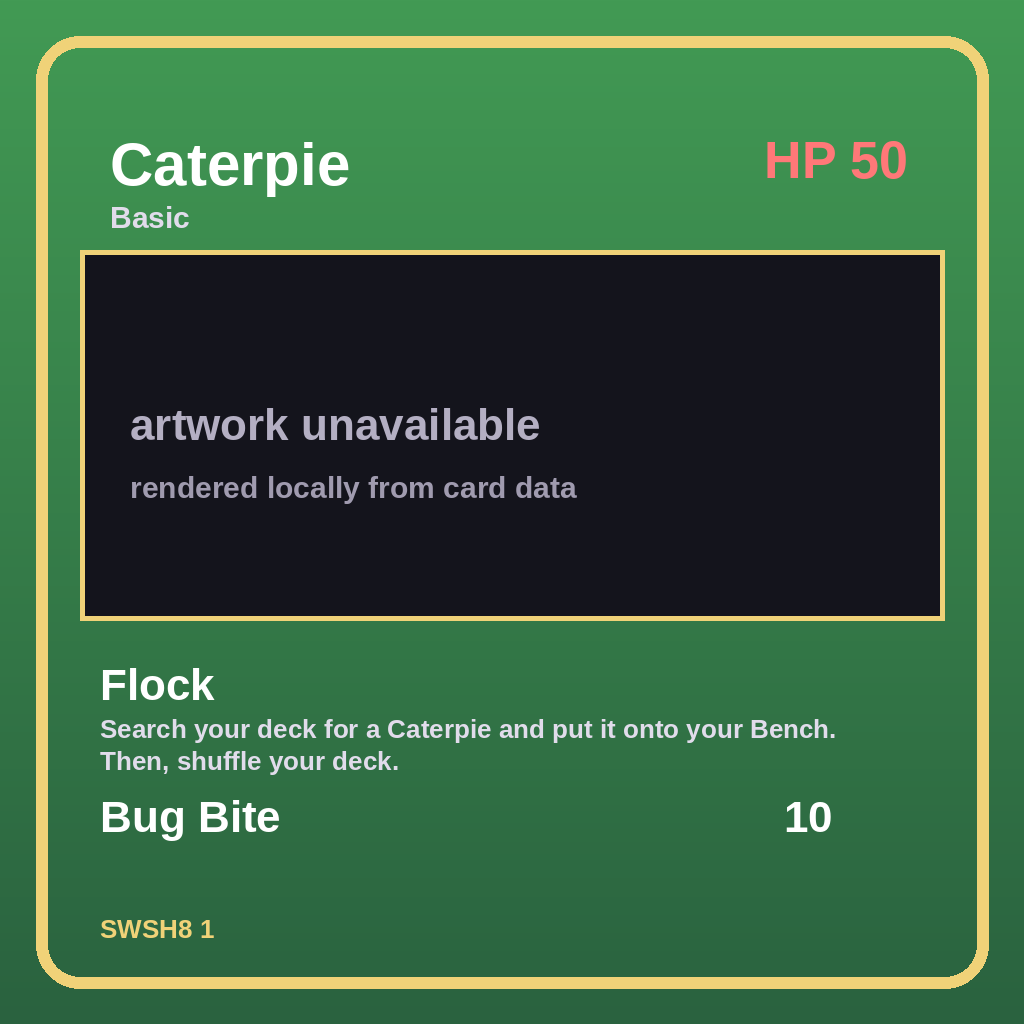 Caterpie
HP 50
Basic
artwork unavailable
rendered locally from card data
Flock
Search your deck for a Caterpie and put it onto your Bench.
Then, shuffle your deck.
Bug Bite 10
SWSH8 1